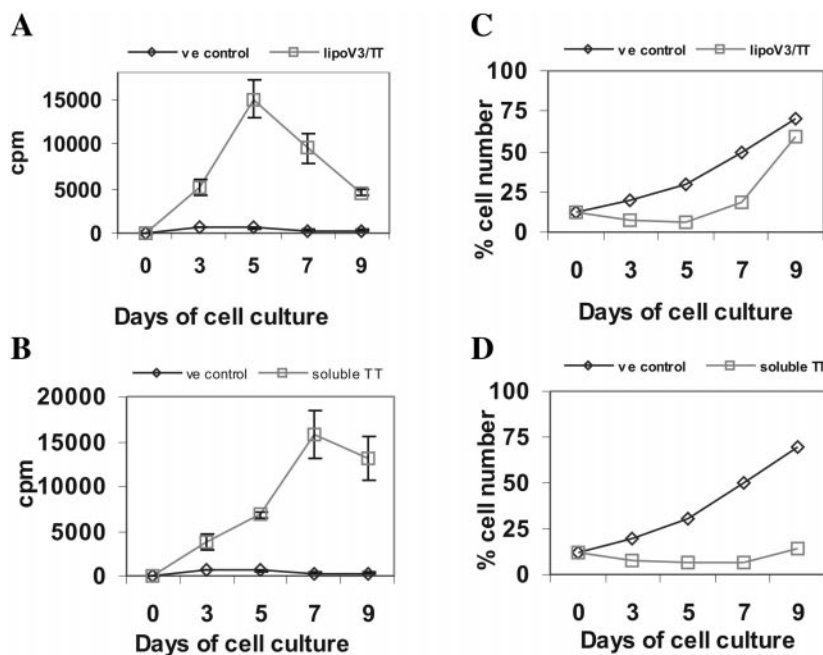 A
ve control lipoV3/TT
15000
10000
5000
0
cpm
0 3 5 7 9
Days of cell culture
B
ve control soluble TT
20000
15000
10000
5000
0
cpm
0 3 5 7 9
Days of cell culture
C
ve control lipoV3/TT
100
75
50
25
0
% cell number
0 3 5 7 9
Days of cell culture
D
ve control soluble TT
100
75
50
25
0
% cell number
0 3 5 7 9
Days of cell culture